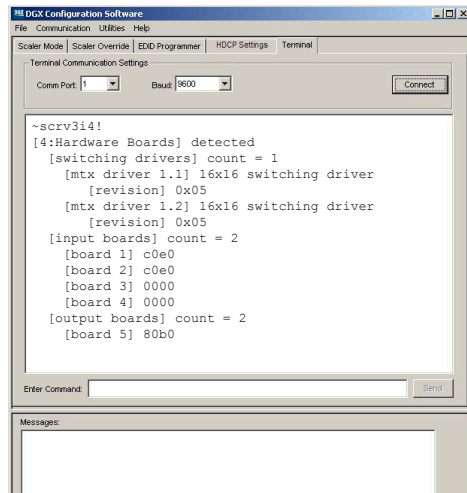 DGX Configuration Software
File Communication Utilities Help
Scaler Mode Scaler Override EDID Programmer HDCP Settings Terminal
Terminal Communication Settings
Comm Port: 1 Baud: 9600 Connect
~scrv3i4!
[4:Hardware Boards] detected
[switching drivers] count = 1
[mtx driver 1.1] 16x16 switching driver
[revision] 0x05
[mtx driver 1.2] 16x16 switching driver
[revision] 0x05
[input boards] count = 2
[board 1] c0e0
[board 2] c0e0
[board 3] 0000
[board 4] 0000
[output boards] count = 2
[board 5] 80b0
Enter Command: Send
Messages: